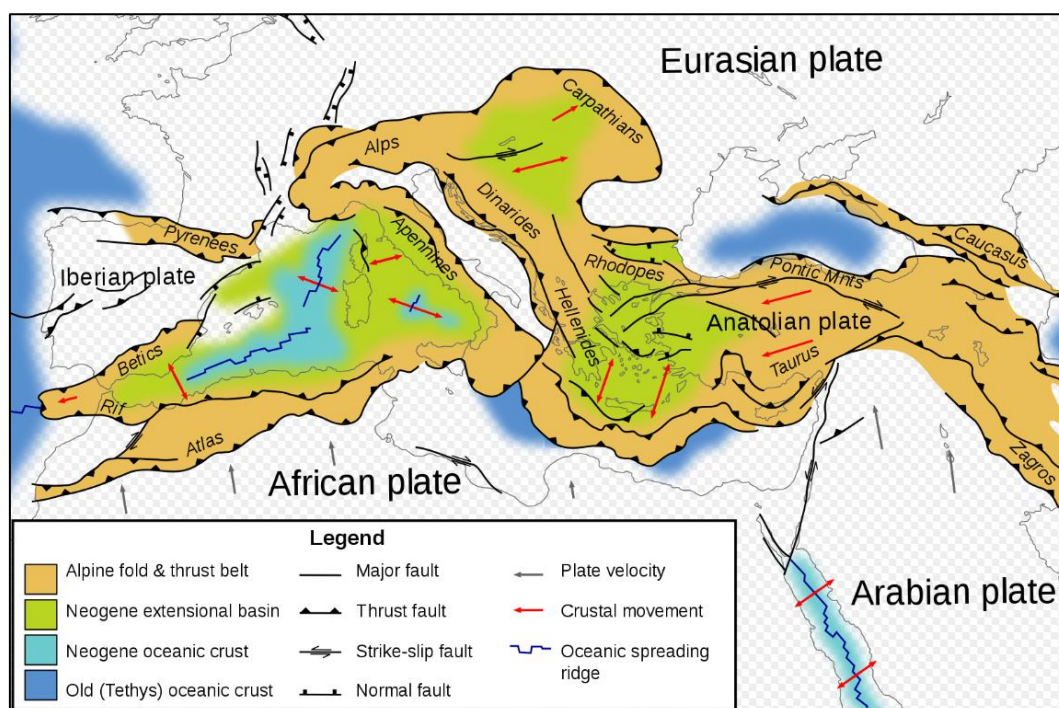 Eurasian plate
Carpathians
Alps
Dinarides
Pyrenees
Apennines
Caucasus
Iberian plate
Rhodopes
Pontic Mnts
Hellenides
Anatolian plate
Betics
Taurus
Rif
Atlas
African plate
Zagros
Arabian plate
Legend
Alpine fold & thrust belt
Major fault
Plate velocity
Neogene extensional basin
Thrust fault
Crustal movement
Neogene oceanic crust
Strike-slip fault
Oceanic spreading
ridge
Old (Tethys) oceanic crust
Normal fault